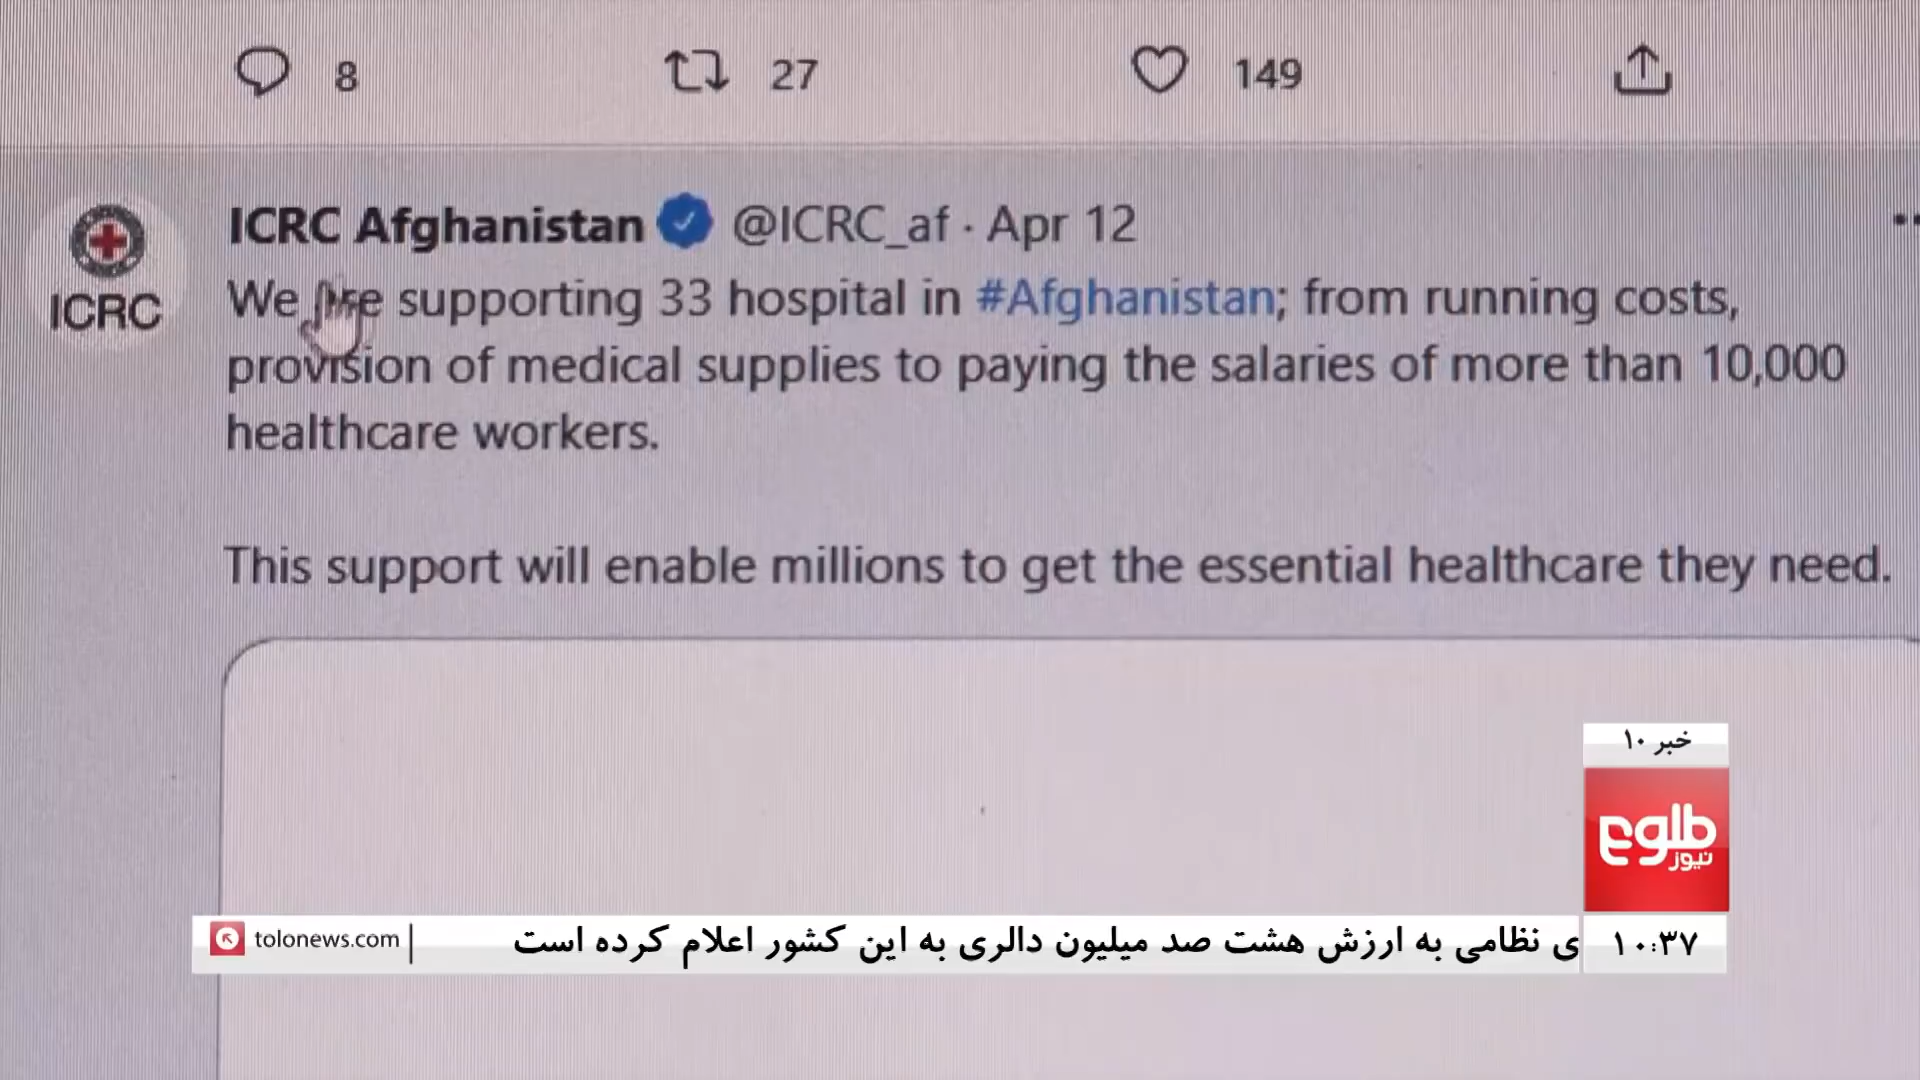 8 27 149
ICRC Afghanistan @ICRC_af · Apr 12
ICRC
We are supporting 33 hospital in #Afghanistan; from running costs,
provision of medical supplies to paying the salaries of more than 10,000
healthcare workers.
This support will enable millions to get the essential healthcare they need.
خبر ۱۰
طلوع
نیوز
tolonews.com
ی نظامی به ارزش هشت صد میلیون دالری به این کشور اعلام کرده است
۱۰:۳۷